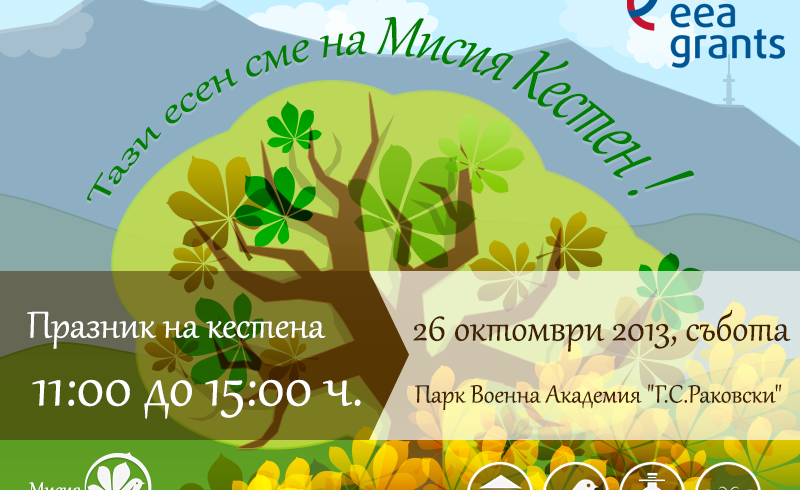 eea
grants
Тази есен сме на Мисия Кестен!
Празник на кестена
11:00 до 15:00 ч.
26 октомври 2013, събота
Парк Военна Академия "Г.С.Раковски"
Мисия